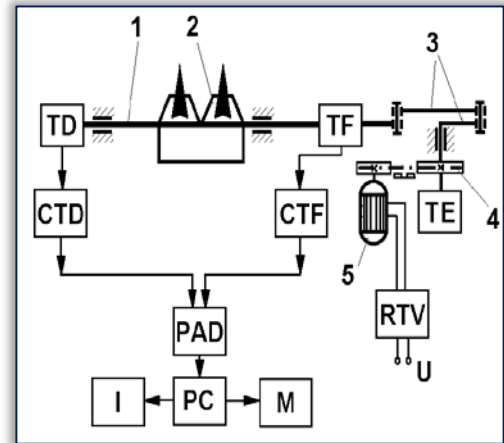 1 2 3
TD TF
CTD CTF TE 4
5
PAD RTV
U
I PC M